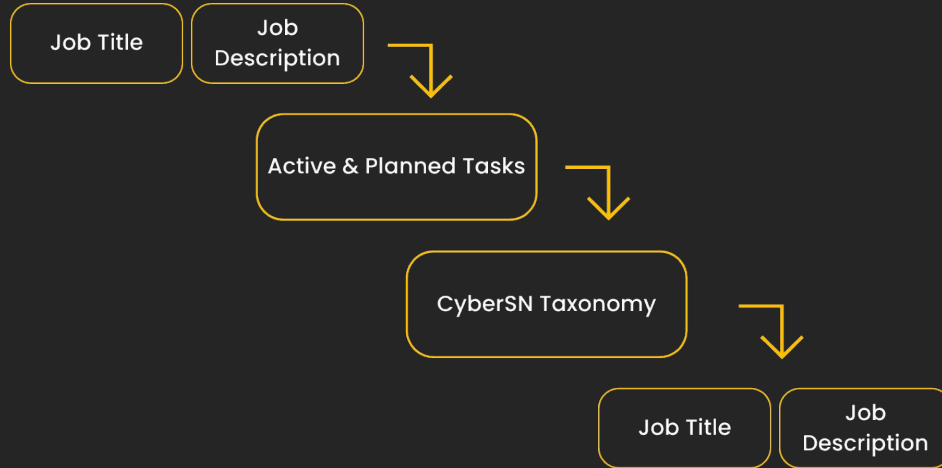 Job Title
Job
Description
Active & Planned Tasks
CyberSN Taxonomy
Job Title
Job
Description